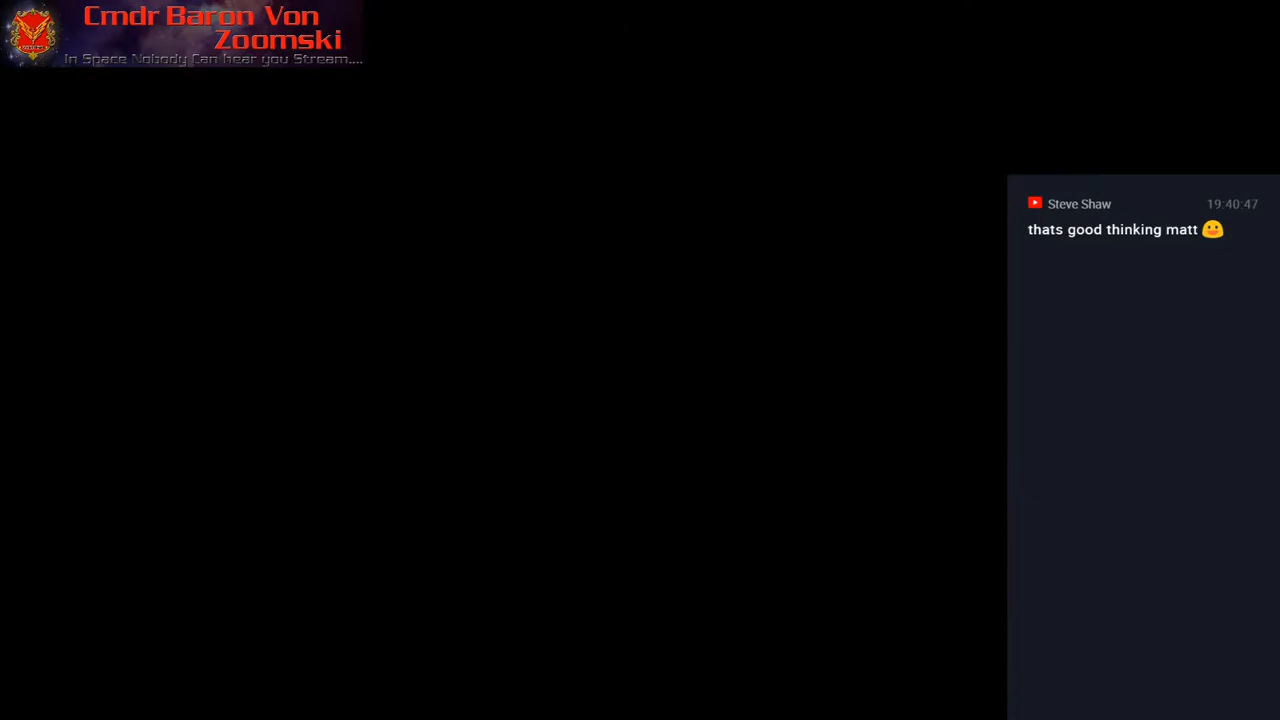 Cmdr Baron Von
Zoomski
In Space Nobody Can hear you Stream....
Steve Shaw 19:40:47
thats good thinking matt